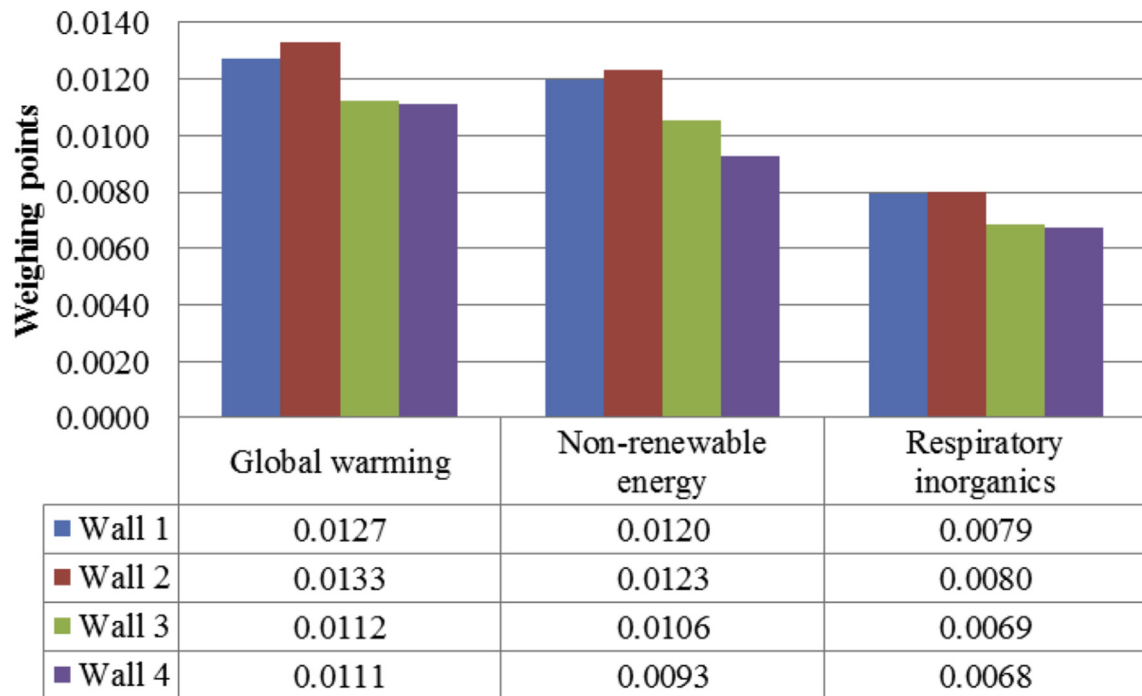 Weighing points
0.0140
0.0120
0.0100
0.0080
0.0060
0.0040
0.0020
0.0000
Global warming
Non-renewable
energy
Respiratory
inorganics
Wall 1 0.0127 0.0120 0.0079
Wall 2 0.0133 0.0123 0.0080
Wall 3 0.0112 0.0106 0.0069
Wall 4 0.0111 0.0093 0.0068